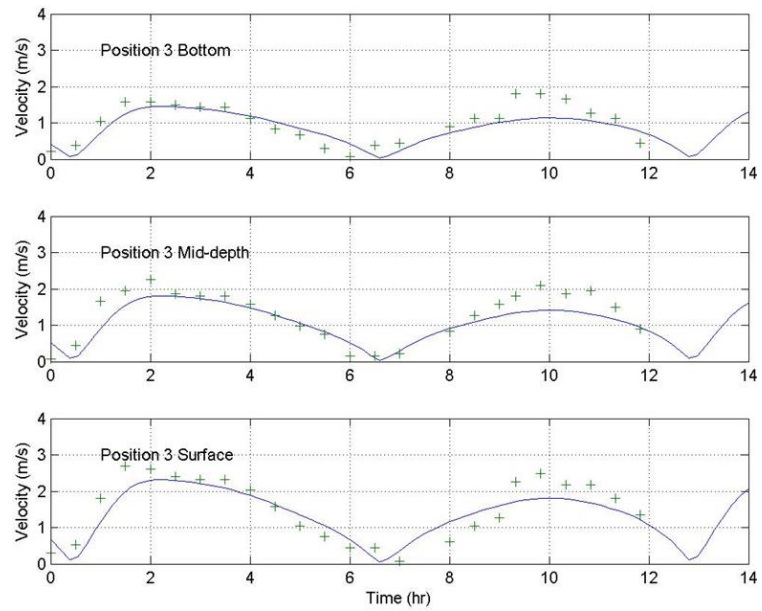 4
3
2
1
0
Velocity (m/s)
Position 3 Bottom
0 2 4 6 8 10 12 14
4
3
2
1
0
Velocity (m/s)
Position 3 Mid-depth
0 2 4 6 8 10 12 14
4
3
2
1
0
Velocity (m/s)
Position 3 Surface
0 2 4 6 8 10 12 14
Time (hr)